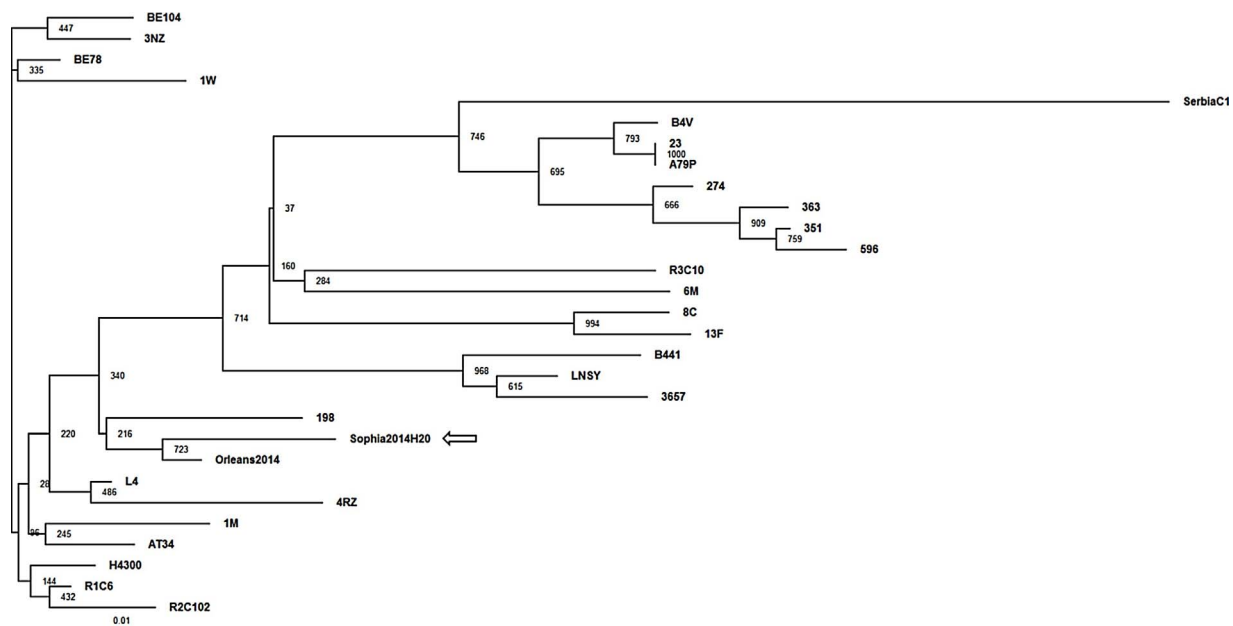 BE104
447
3NZ
BE78
335
1W
SerbiaC1
B4V
746
793
23
1000
A79P
695
274
666
363
909
351
759
596
37
160
R3C10
284
6M
8C
714
994
13F
B441
968
LNSY
340
615
3657
198
220
216
Sophia2014H20
723
Orleans2014
L4
28
486
4RZ
1M
96
245
AT34
H4300
144
R1C6
432
R2C102
0.01